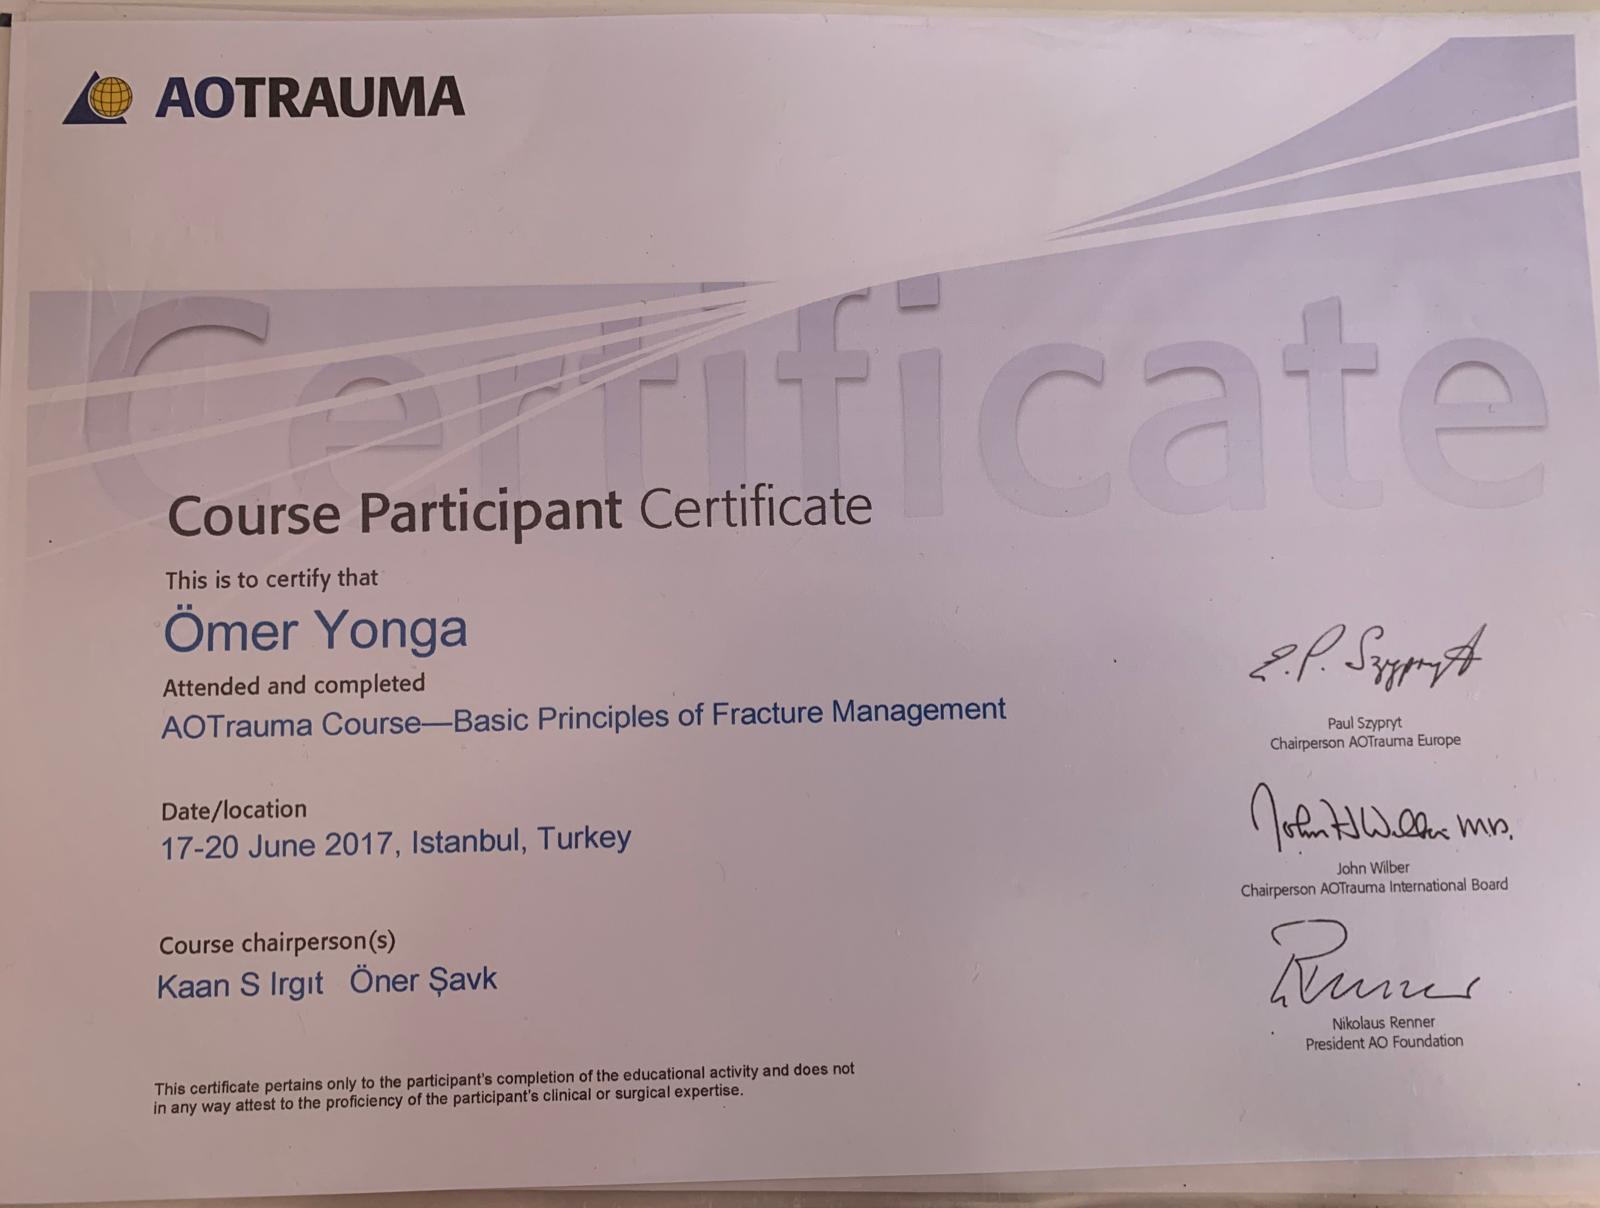 AOTRAUMA
Certificate
Course Participant Certificate
This is to certify that
Ömer Yonga
Attended and completed
AOTrauma Course—Basic Principles of Fracture Management
Date/location
17-20 June 2017, Istanbul, Turkey
Course chairperson(s)
Kaan S Irgıt Öner Şavk
This certificate pertains only to the participant's completion of the educational activity and does not
in any way attest to the proficiency of the participant's clinical or surgical expertise.
E.P. Szypryt
Paul Szypryt
Chairperson AOTrauma Europe
John H Wilber M.D.
John Wilber
Chairperson AOTrauma International Board
Renner
Nikolaus Renner
President AO Foundation